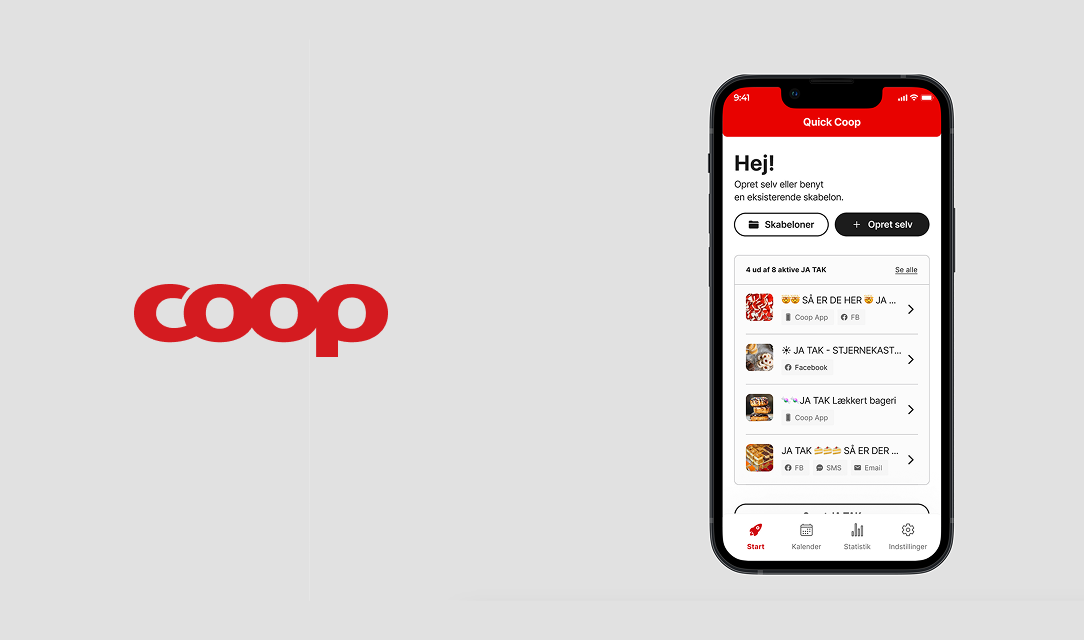 coop
9:41
Quick Coop
Hej!
Opret selv eller benyt
en eksisterende skabelon.
Skabeloner
+ Opret selv
4 ud af 8 aktive JA TAK
Se alle
🤯🤯 SÅ ER DE HER 🤯 JA ...
Coop App
FB
☀ JA TAK - STJERNEKAST...
Facebook
🍬🍬JA TAK Lækkert bageri
Coop App
JA TAK 🍰🍰🍰 SÅ ER DER ...
FB
SMS
Email
Start
Kalender
Statistik
Indstillinger